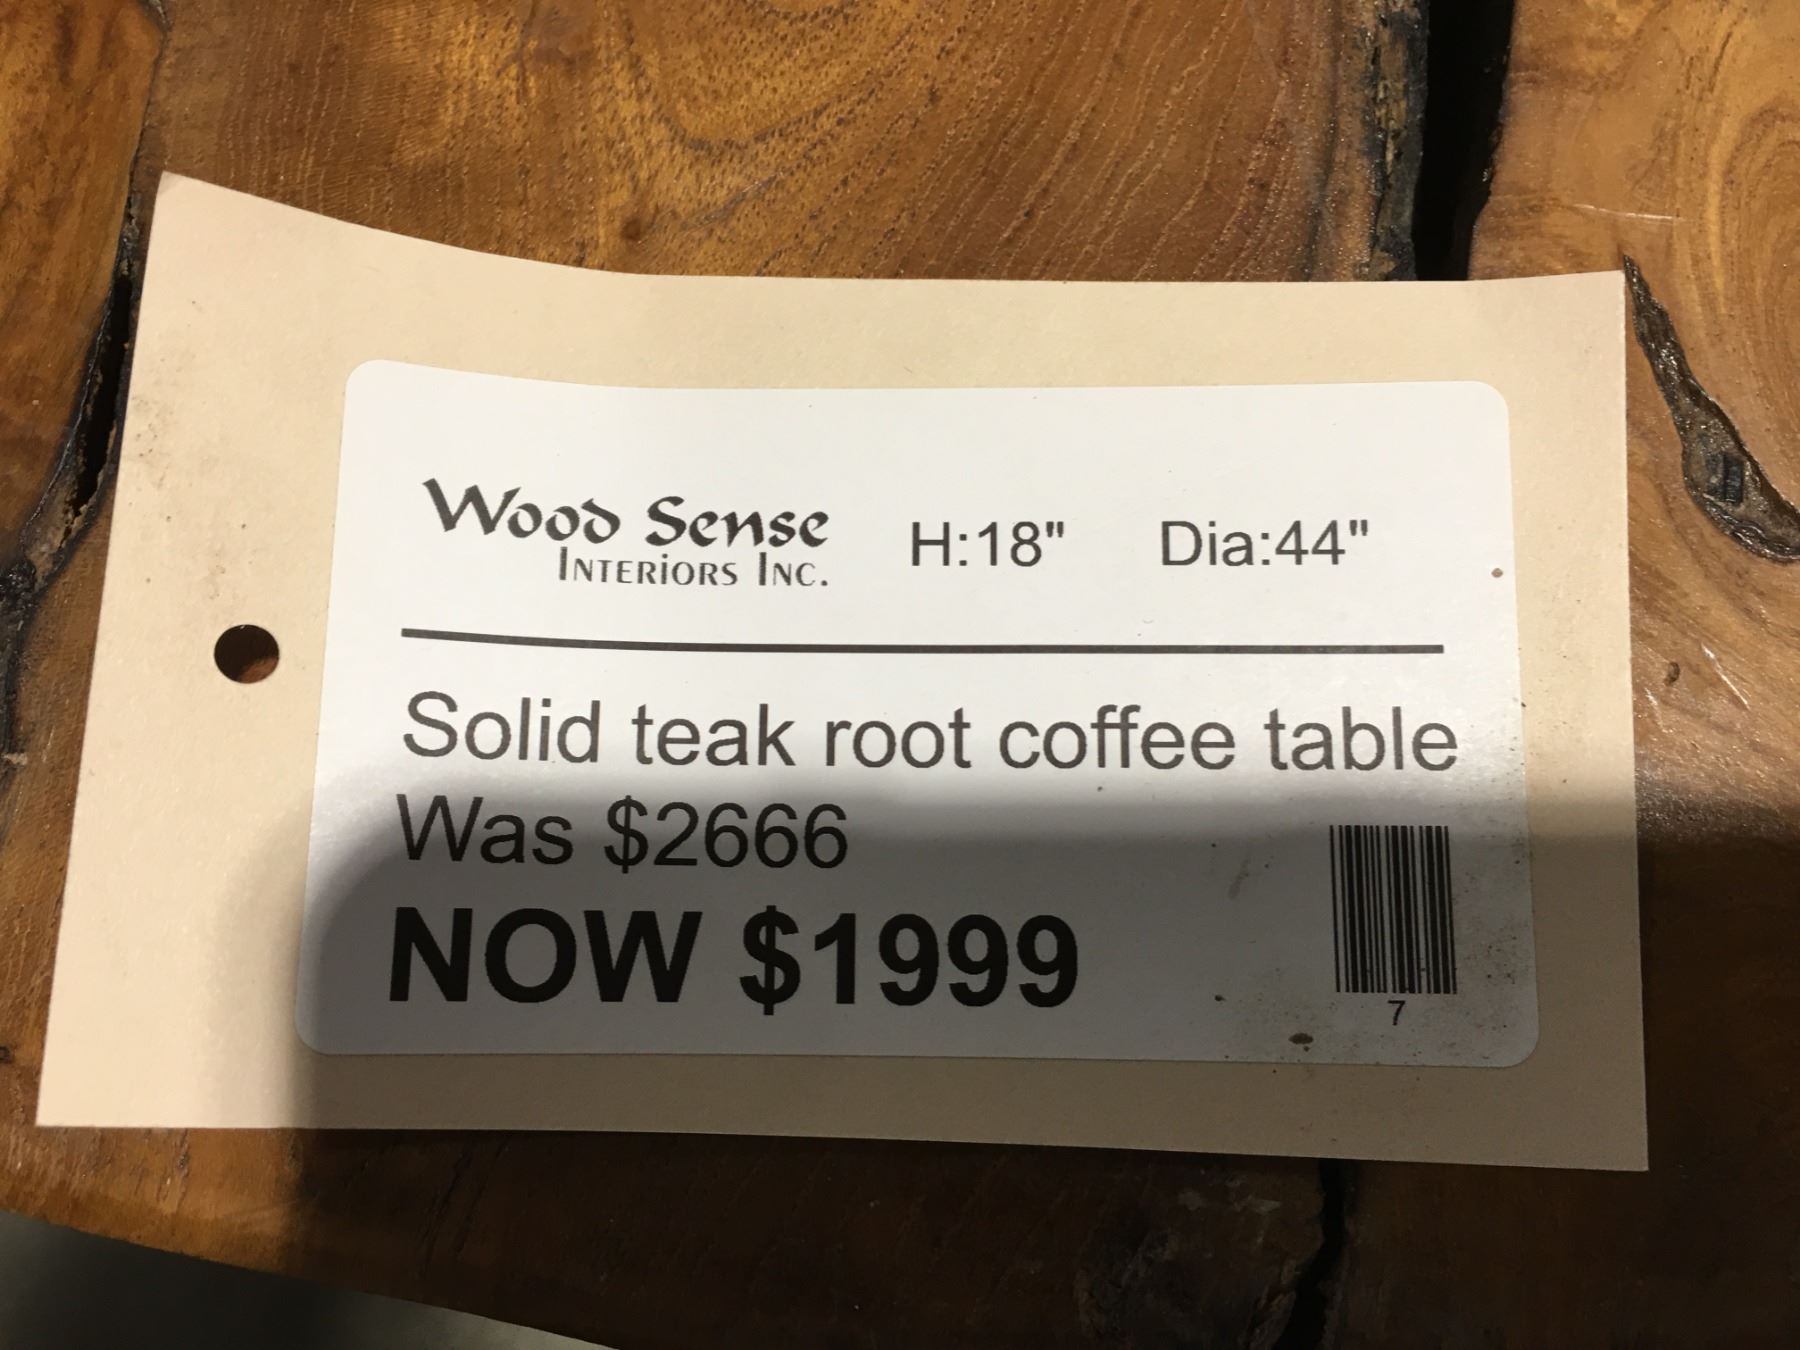 Wood Sense H:18" Dia:44"
INTERIORS INC.
Solid teak root coffee table
Was $2666
NOW $1999
7